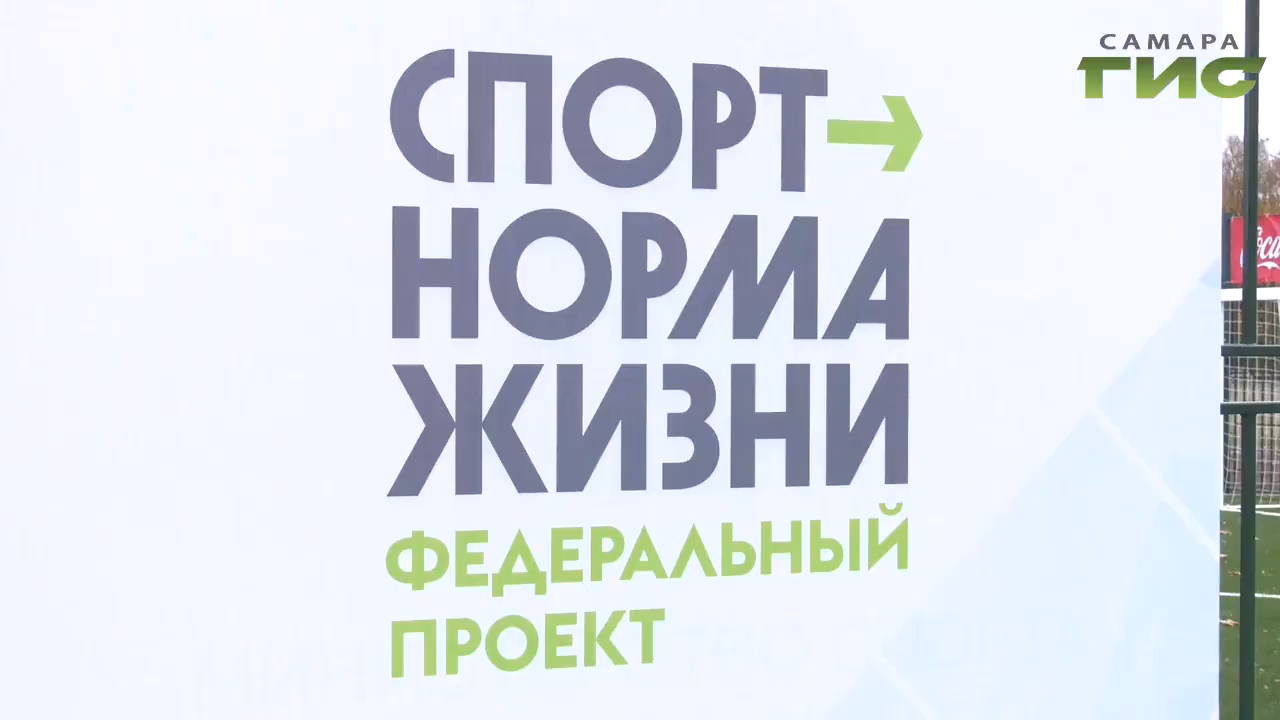 САМАРА
ГИС
СПОРТ→
НОРМА
ЖИЗНИ
ФЕДЕРАЛЬНЫЙ
ПРОЕКТ